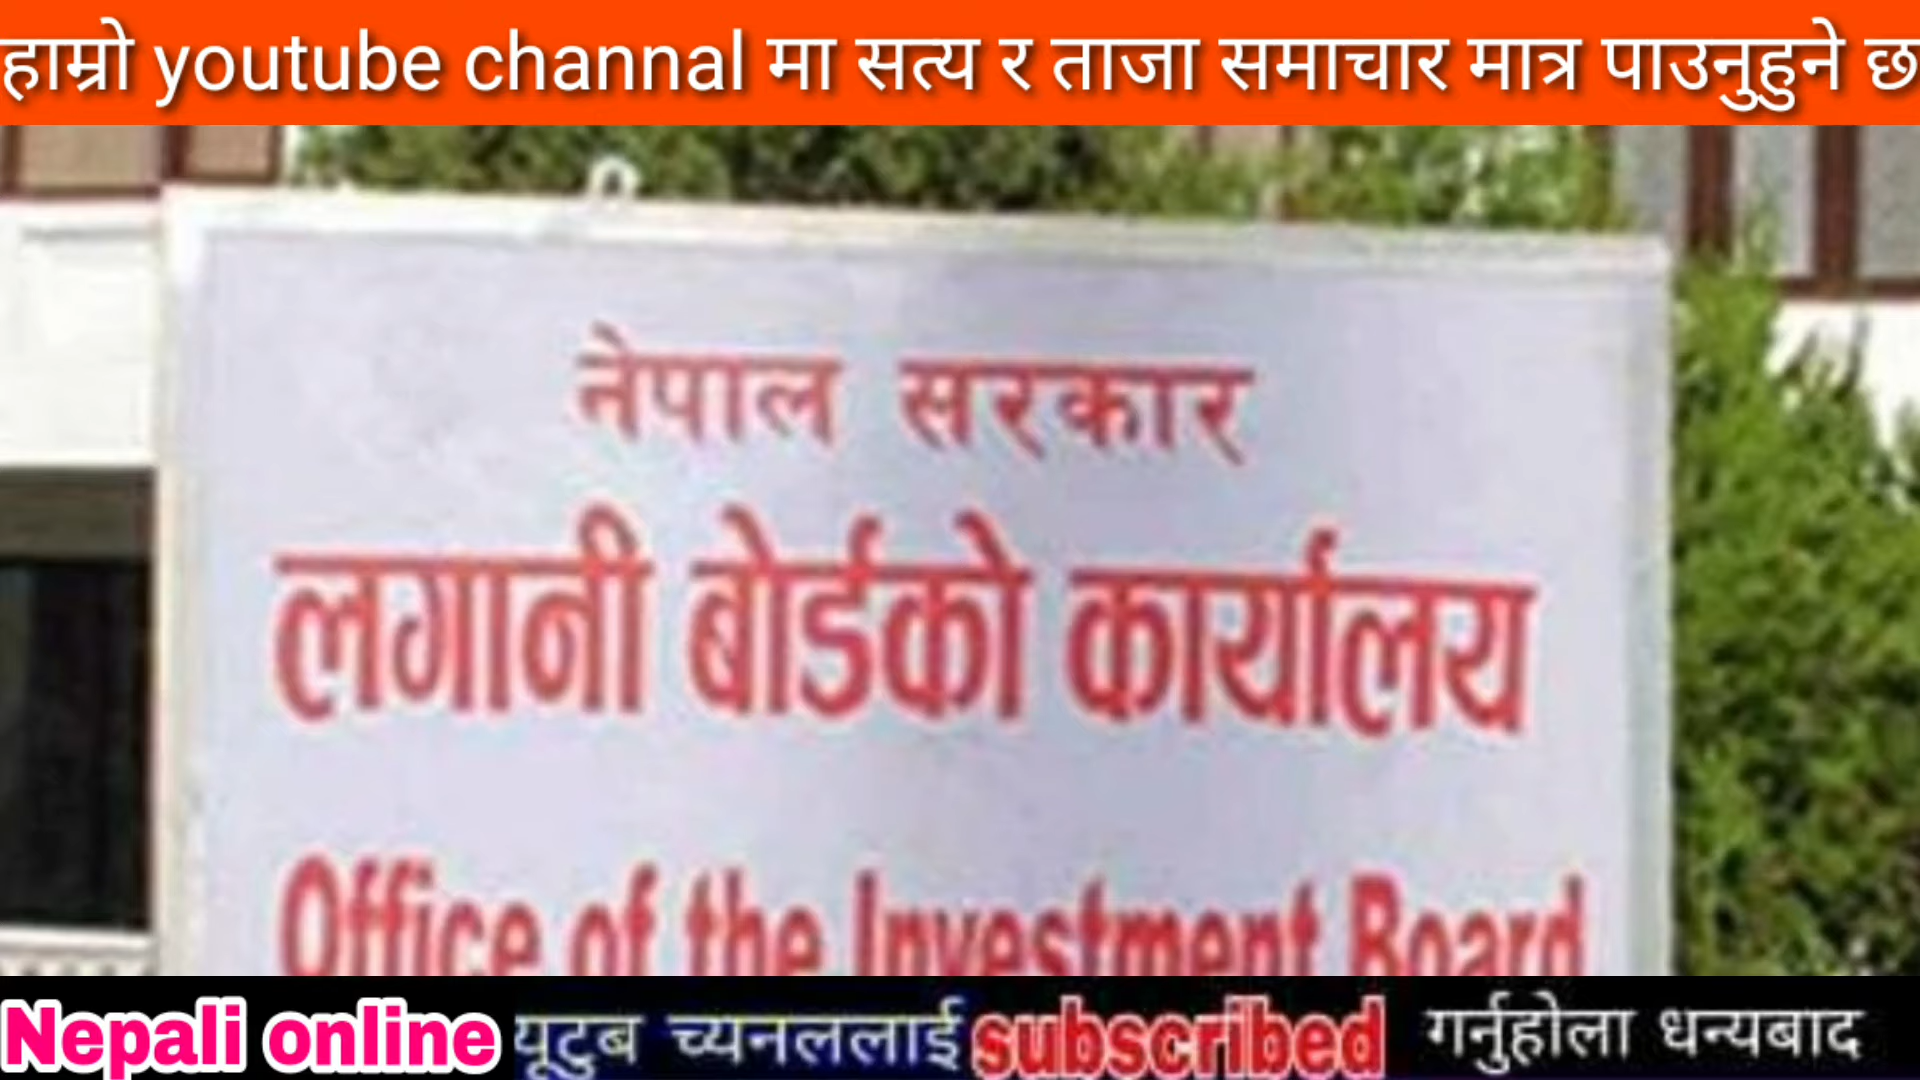 हाम्रो youtube channal मा सत्य र ताजा समाचार मात्र पाउनुहुने छ
नेपाल सरकार
लगानी बोर्डको कार्यालय
Office of the Investment Board
Nepali online यूटुब च्यनललाई subscribed गर्नुहोला धन्यबाद